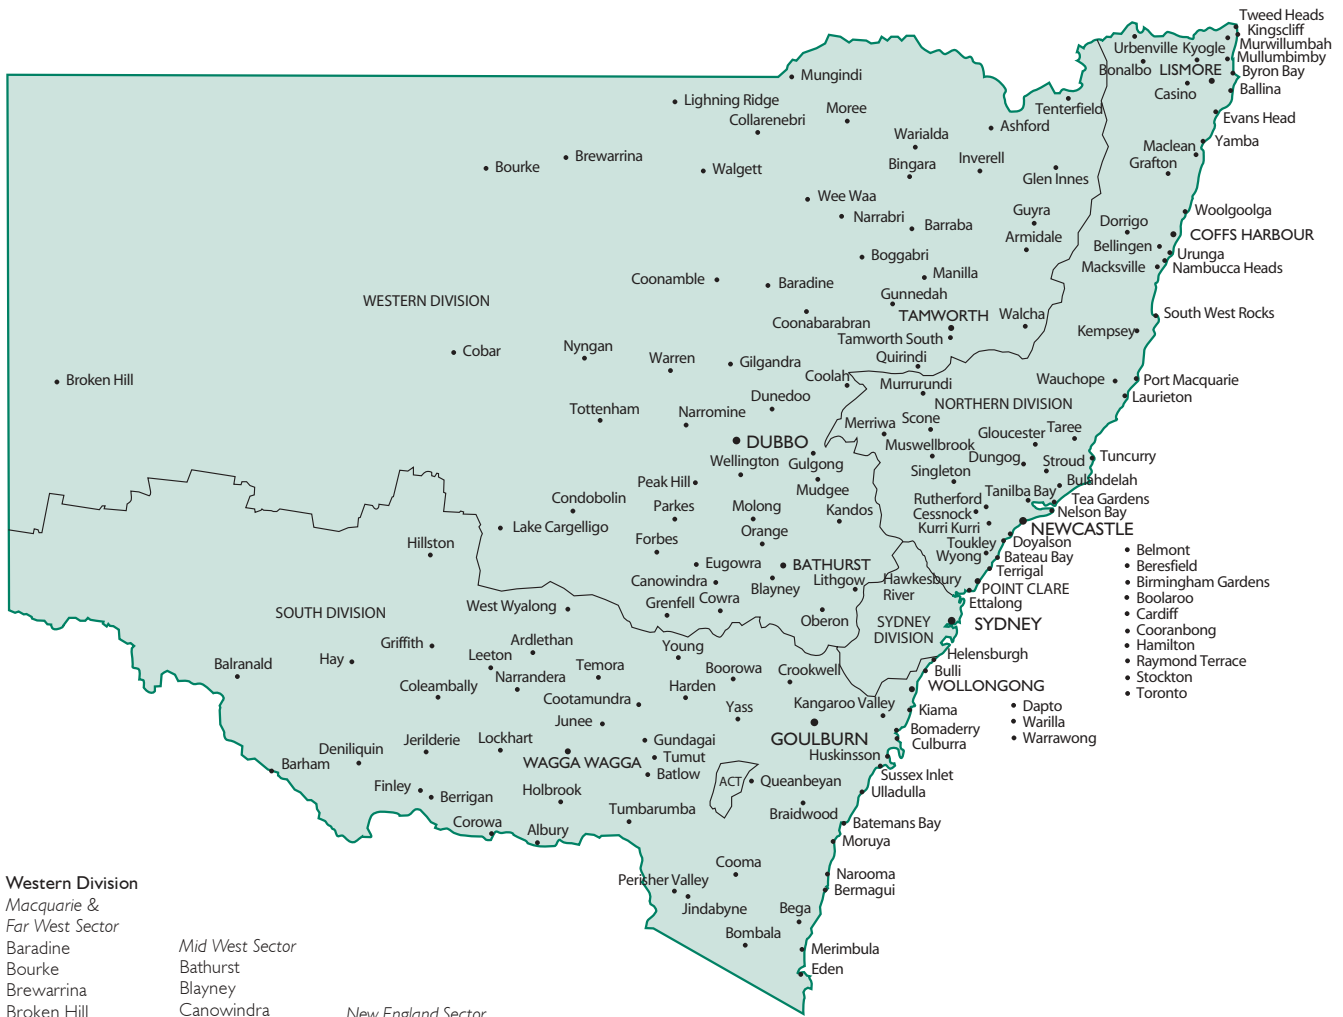 Tweed Heads
Kingscliff
Murwillumbah
Urbenville Kyogle
Mullumbimby
Bonalbo LISMORE
Byron Bay
Casino
Ballina
Mungindi
Lighning Ridge
Collarenebri
Moree
Tenterfield
Evans Head
Ashford
Warialda
Yamba
Maclean
Brewarrina
Bourke
Walgett
Bingara
Inverell
Glen Innes
Grafton
Wee Waa
Narrabri
Barraba
Guyra
Armidale
Woolgoolga
Dorrigo
COFFS HARBOUR
Bellingen
Urunga
Macksville
Nambucca Heads
Boggabri
Manilla
Coonamble
Baradine
Gunnedah
WESTERN DIVISION
Coonabarabran
TAMWORTH
Walcha
South West Rocks
Tamworth South
Kempsey
Cobar
Nyngan
Warren
Gilgandra
Quirindi
Broken Hill
Coolah
Murrurundi
Wauchope
Port Macquarie
Laurieton
Dunedoo
NORTHERN DIVISION
Tottenham
Narromine
Merriwa
Scone
Gloucester
Taree
DUBBO
Muswellbrook
Dungog
Stroud
Tuncurry
Wellington
Gulgong
Singleton
Peak Hill
Mudgee
Bulahdelah
Condobolin
Parkes
Molong
Kandos
Rutherford
Tanilba Bay
Tea Gardens
Cessnock
Nelson Bay
Lake Cargelligo
Orange
Kurri Kurri
NEWCASTLE
Hillston
Forbes
Toukley
Doyalson
Belmont
Wyong
Bateau Bay
Beresfield
Eugowra
BATHURST
Terrigal
Birmingham Gardens
Canowindra
Blayney
Lithgow
Hawkesbury
River
POINT CLARE
Boolaroo
Ettalong
Cardiff
West Wyalong
Grenfell
Cowra
Oberon
SYDNEY
DIVISION
SYDNEY
Cooranbong
Hamilton
Raymond Terrace
Stockton
Toronto
SOUTH DIVISION
Griffith
Ardlethan
Young
Helensburgh
Balranald
Hay
Leeton
Temora
Boorowa
Crookwell
Bulli
Narrandera
Coleambally
Harden
WOLLONGONG
Cootamundra
Yass
Kangaroo Valley
Kiama
Dapto
Warilla
Warrawong
Junee
Bomaderry
Culburra
Deniliquin
Jerilderie
Lockhart
Gundagai
GOULBURN
Barham
WAGGA WAGGA
Tumut
Huskinsson
Batlow
ACT
Queanbeyan
Sussex Inlet
Ulladulla
Finley
Berrigan
Holbrook
Tumbarumba
Braidwood
Batemans Bay
Corowa
Albury
Moruya
Cooma
Narooma
Perisher Valley
Bermagui
Jindabyne
Bega
Bombala
Merimbula
Eden
Western Division
Macquarie &
Far West Sector
Baradine
Bourke
Brewarrina
Broken Hill
Mid West Sector
Bathurst
Blayney
Canowindra
New England Sector